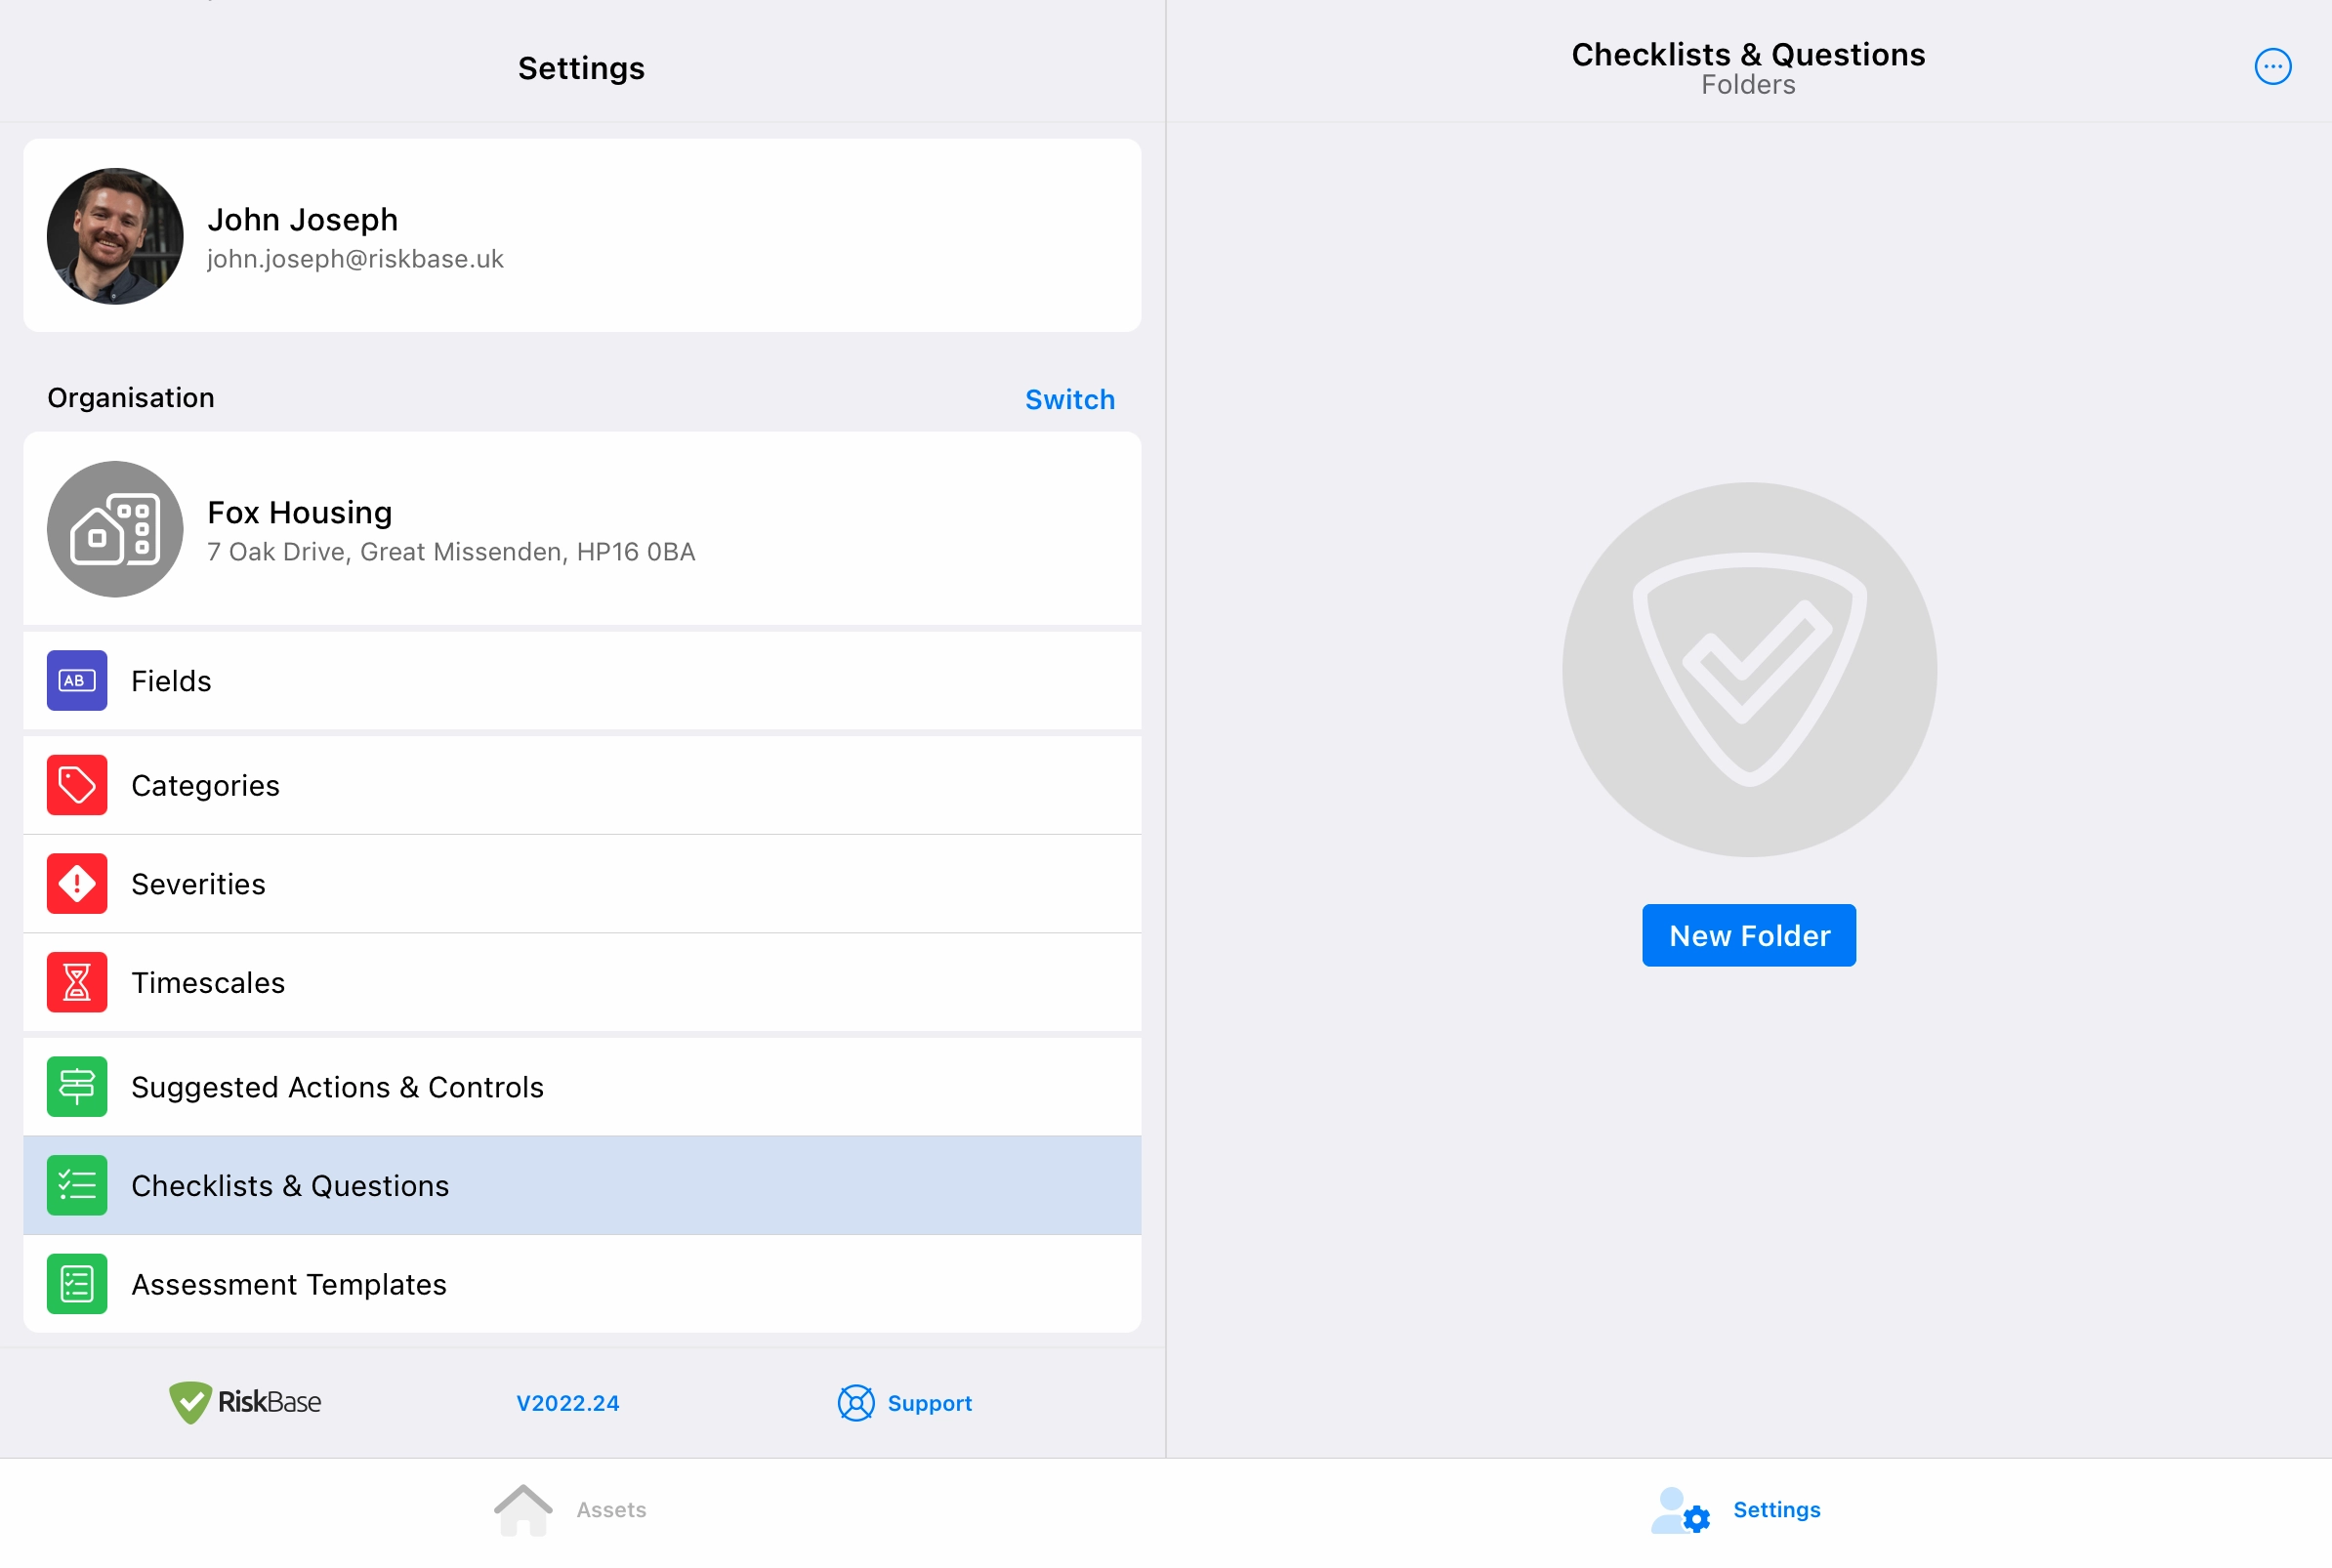 Settings
John Joseph
john.joseph@riskbase.uk
Organisation
Switch
Fox Housing
7 Oak Drive, Great Missenden, HP16 0BA
AB
Fields
Categories
Severities
Timescales
Suggested Actions & Controls
Checklists & Questions
Assessment Templates
RiskBase
V2022.24
Support
Checklists & Questions
Folders
New Folder
Assets
Settings